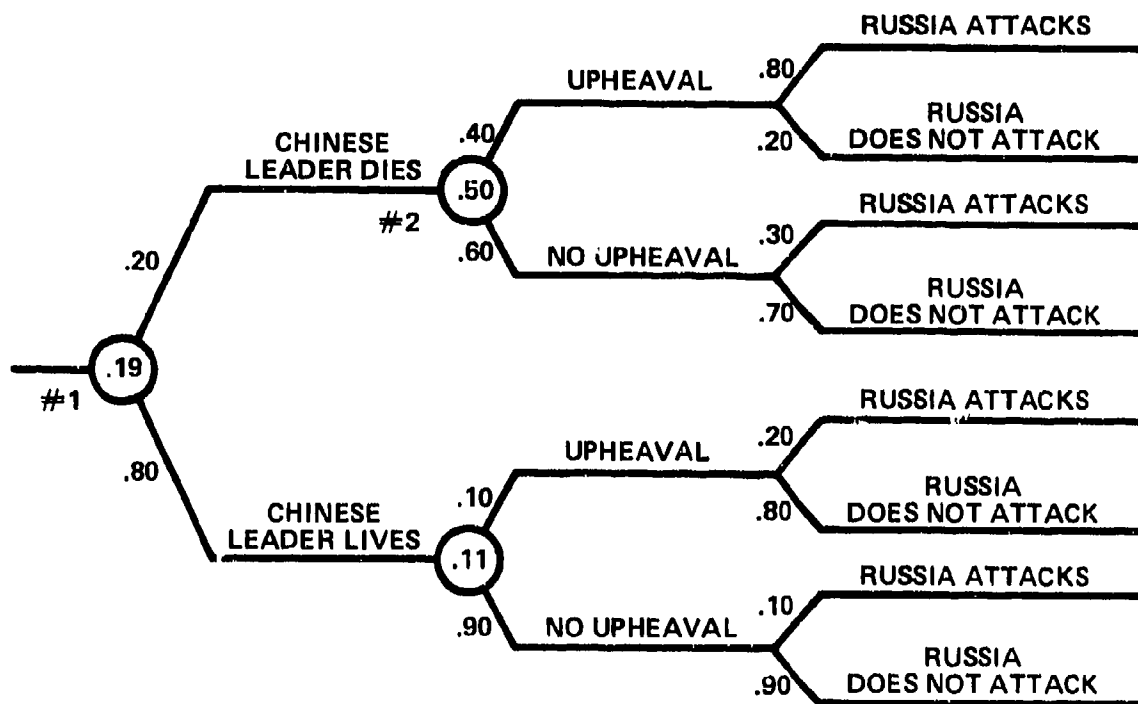 RUSSIA ATTACKS
.80
UPHEAVAL
.20
RUSSIA
DOES NOT ATTACK
CHINESE
LEADER DIES
.40
.50
#2
.60
RUSSIA ATTACKS
.30
NO UPHEAVAL
.70
RUSSIA
DOES NOT ATTACK
.20
.19
#1
.80
RUSSIA ATTACKS
.20
UPHEAVAL
.80
RUSSIA
DOES NOT ATTACK
.10
CHINESE
LEADER LIVES
.11
.90
RUSSIA ATTACKS
.10
NO UPHEAVAL
.90
RUSSIA
DOES NOT ATTACK